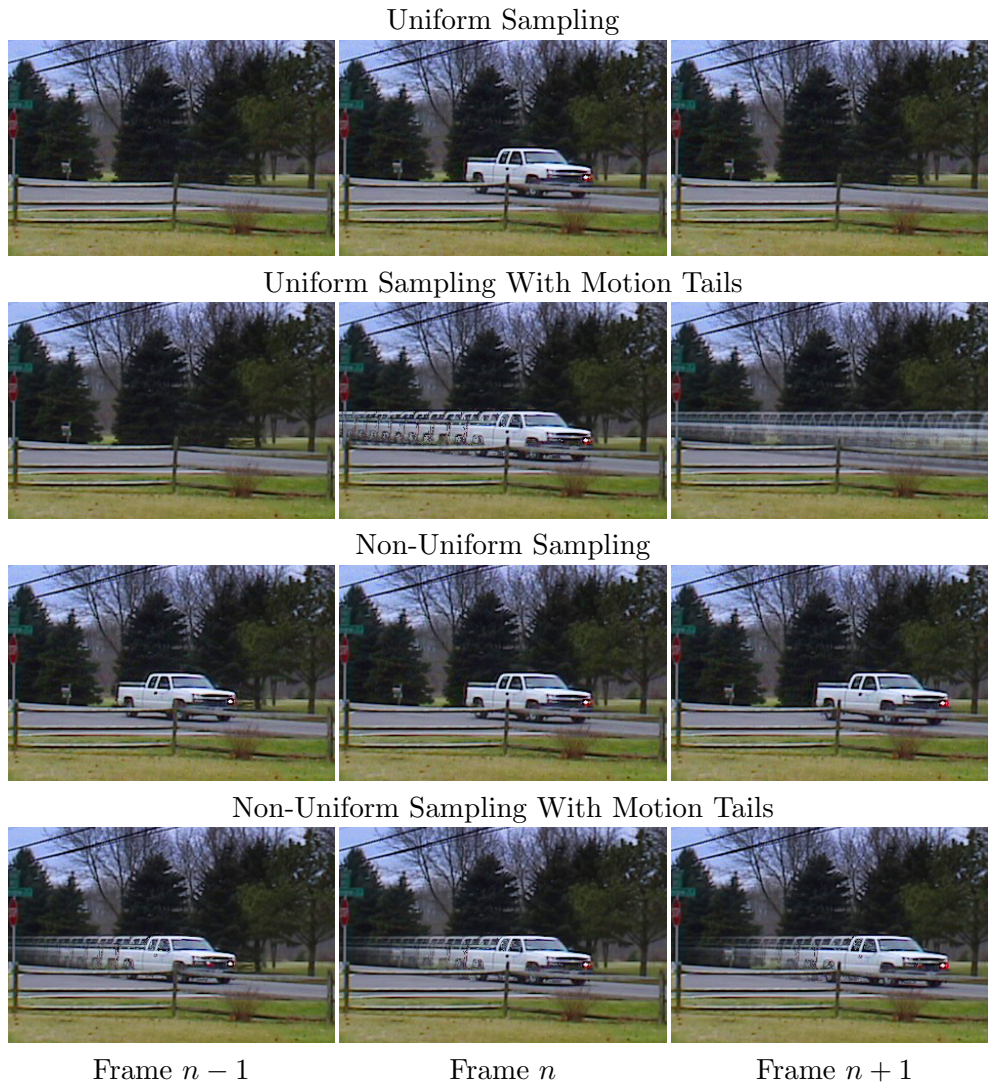 Uniform Sampling
Uniform Sampling With Motion Tails
Non-Uniform Sampling
Non-Uniform Sampling With Motion Tails
Frame n − 1
Frame n
Frame n + 1